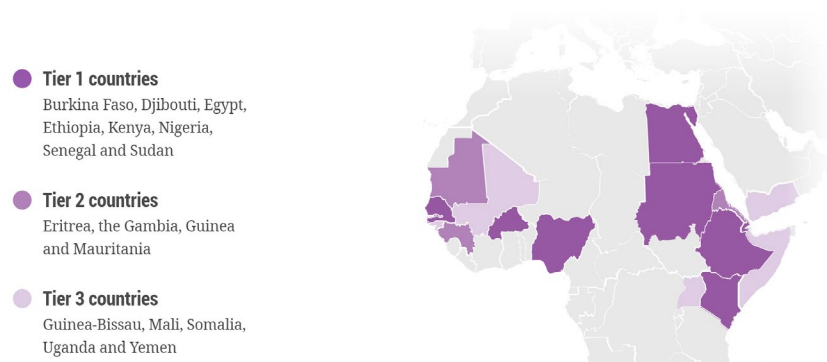 Tier 1 countries
Burkina Faso, Djibouti, Egypt,
Ethiopia, Kenya, Nigeria,
Senegal and Sudan
Tier 2 countries
Eritrea, the Gambia, Guinea
and Mauritania
Tier 3 countries
Guinea-Bissau, Mali, Somalia,
Uganda and Yemen